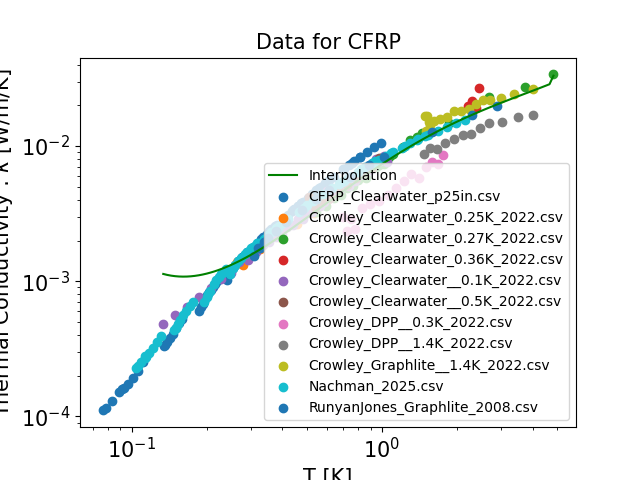 Data for CFRP
Thermal Conductivity : k [W/m/K]
10⁻²
10⁻³
10⁻⁴
Interpolation
CFRP_Clearwater_p25in.csv
Crowley_Clearwater_0.25K_2022.csv
Crowley_Clearwater_0.27K_2022.csv
Crowley_Clearwater_0.36K_2022.csv
Crowley_Clearwater__0.1K_2022.csv
Crowley_Clearwater__0.5K_2022.csv
Crowley_DPP__0.3K_2022.csv
Crowley_DPP__1.4K_2022.csv
Crowley_Graphlite__1.4K_2022.csv
Nachman_2025.csv
RunyanJones_Graphlite_2008.csv
10⁻¹
10⁰
T [K]